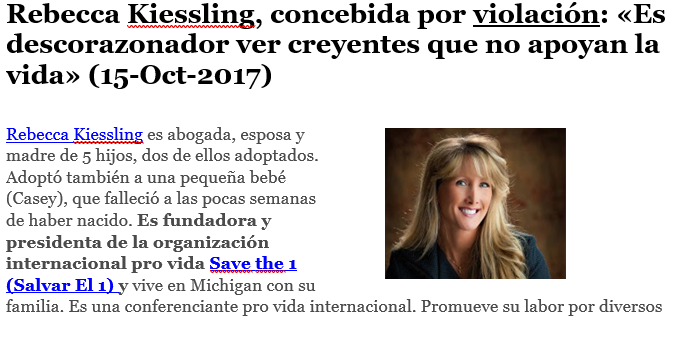 Rebecca Kiessling, concebida por violación: «Es
descorazonador ver creyentes que no apoyan la
vida» (15-Oct-2017)
Rebecca Kiessling es abogada, esposa y
madre de 5 hijos, dos de ellos adoptados.
Adoptó también a una pequeña bebé
(Casey), que falleció a las pocas semanas
de haber nacido. Es fundadora y
presidenta de la organización
internacional pro vida Save the 1
(Salvar El 1) y vive en Michigan con su
familia. Es una conferenciante pro vida internacional. Promueve su labor por diversos